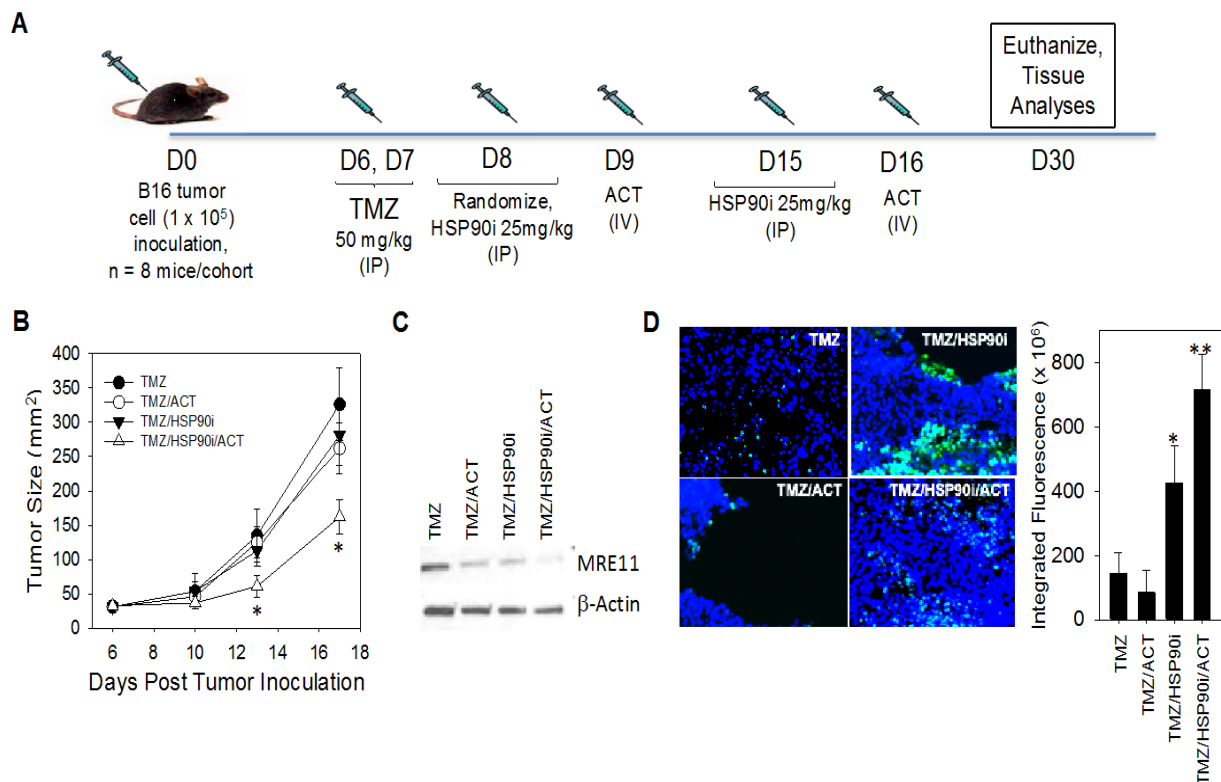 A
Euthanize,
Tissue
Analyses
D0
D6, D7
D8
D9
D15
D16
D30
B16 tumor
cell (1 x 10⁵)
inoculation,
n = 8 mice/cohort
TMZ
50 mg/kg
(IP)
Randomize,
HSP90i 25mg/kg
(IP)
ACT
(IV)
HSP90i 25mg/kg
(IP)
ACT
(IV)
B
Tumor Size (mm²)
400
350
300
250
200
150
100
50
0
TMZ
TMZ/ACT
TMZ/HSP90i
TMZ/HSP90i/ACT
*
*
6 8 10 12 14 16 18
Days Post Tumor Inoculation
C
TMZ
TMZ/ACT
TMZ/HSP90i
TMZ/HSP90i/ACT
MRE11
β-Actin
D
TMZ
TMZ/HSP90i
TMZ/ACT
TMZ/HSP90i/ACT
Integrated Fluorescence (x 10⁶)
800
600
400
200
0
*
**
TMZ
TMZ/ACT
TMZ/HSP90i
TMZ/HSP90i/ACT